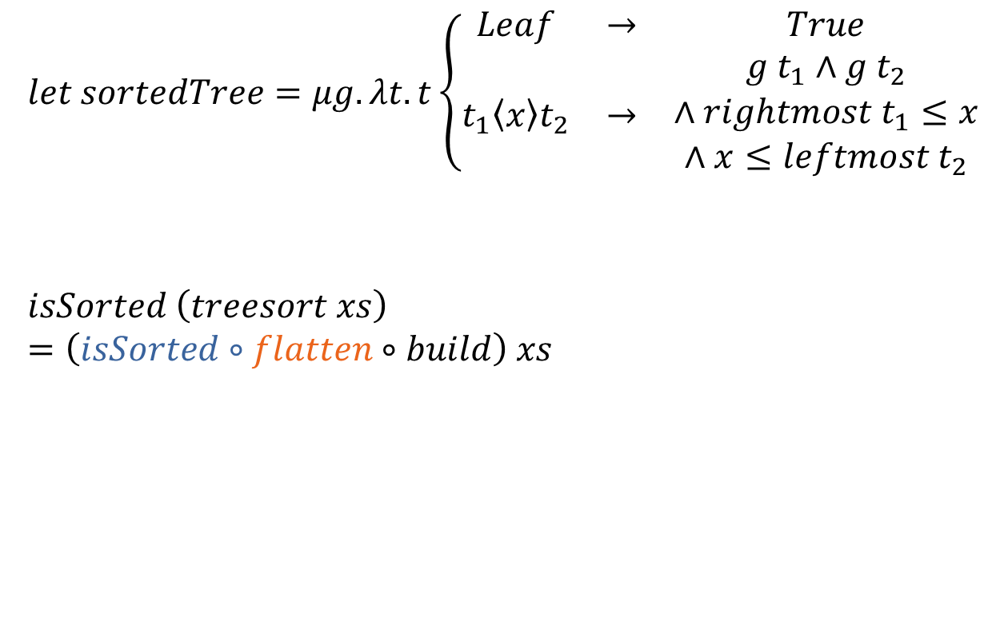 Leaf → True
g t₁ ∧ g t₂
let sortedTree = μg. λt. t {
t₁⟨x⟩t₂ → ∧ rightmost t₁ ≤ x
∧ x ≤ leftmost t₂
isSorted (treesort xs)
= (isSorted ∘ flatten ∘ build) xs